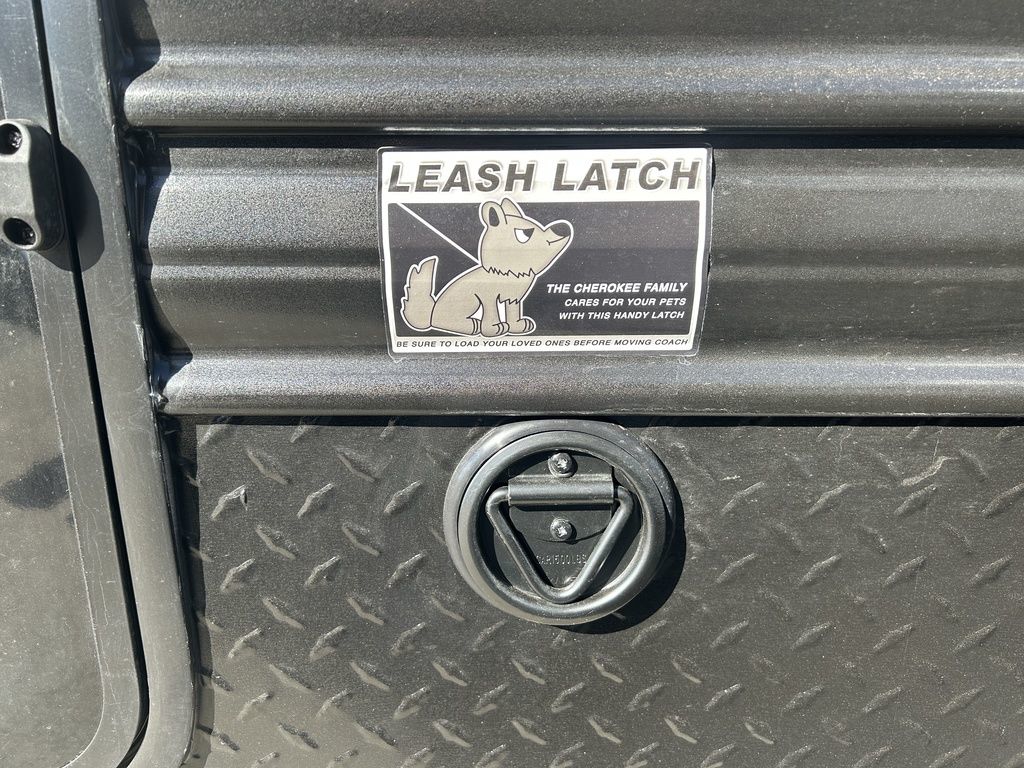 LEASH LATCH
THE CHEROKEE FAMILY
CARES FOR YOUR PETS
WITH THIS HANDY LATCH
BE SURE TO LOAD YOUR LOVED ONES BEFORE MOVING COACH